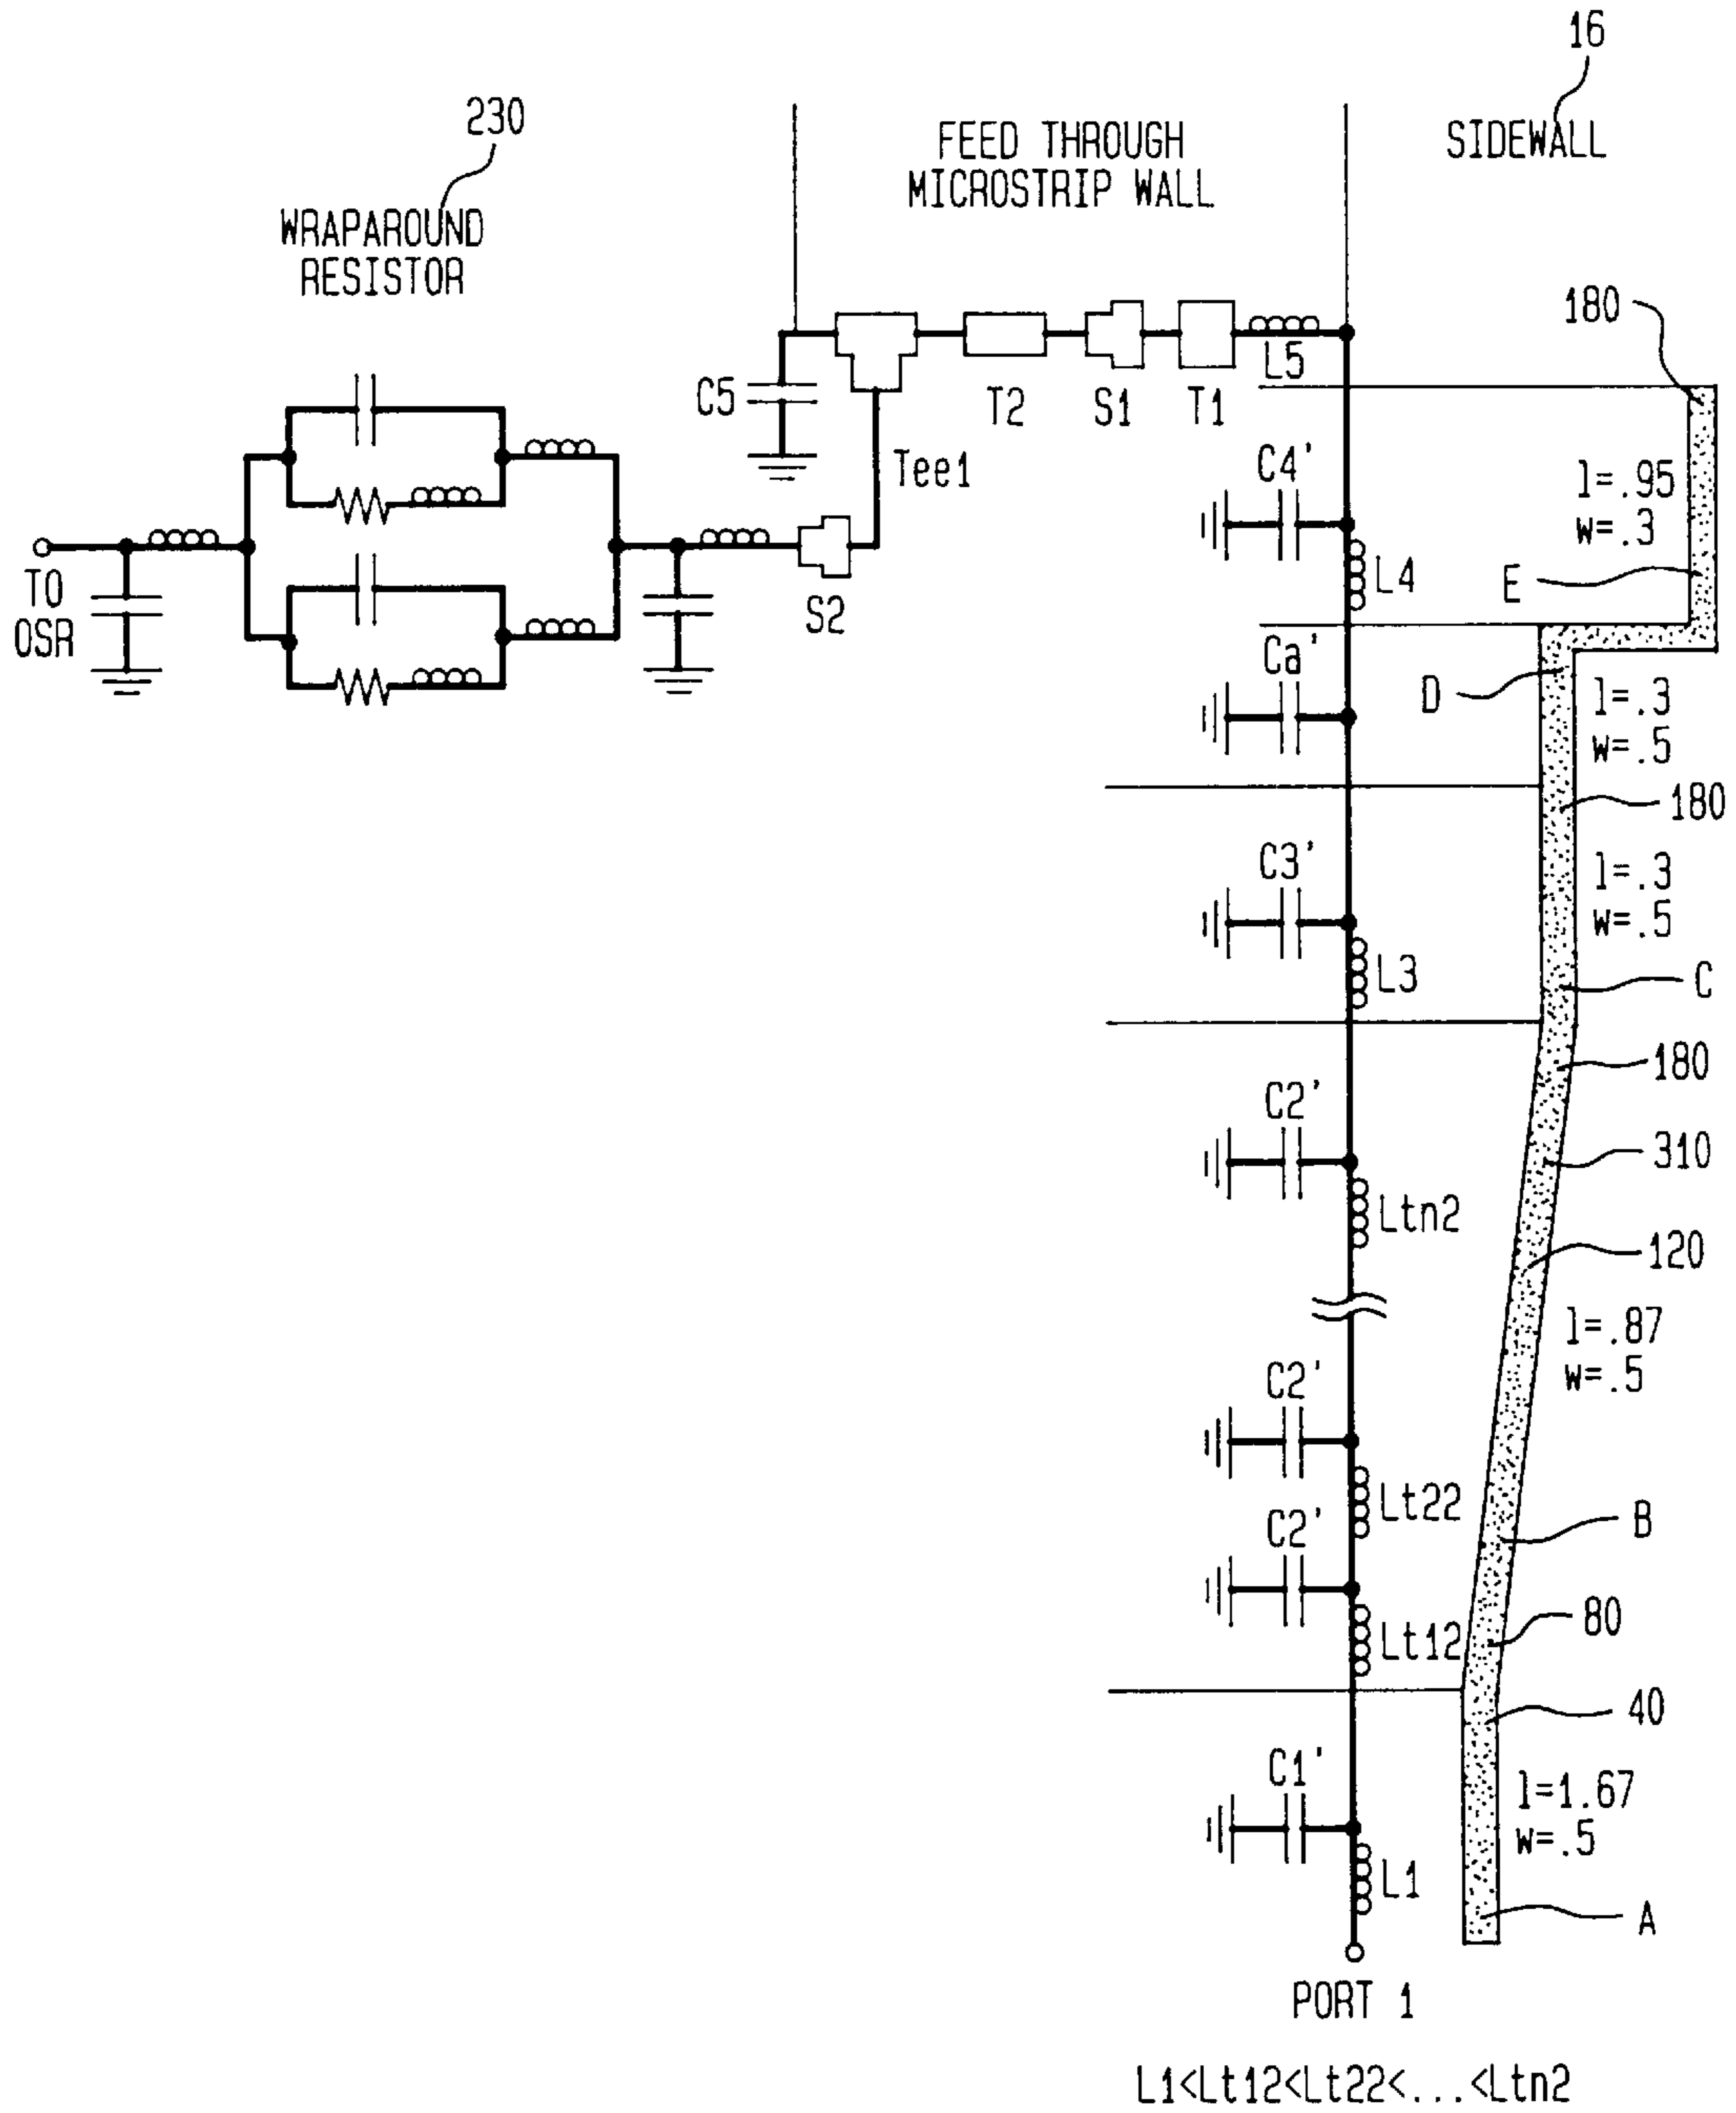 16
230
FEED THROUGH
MICROSTRIP WALL
SIDEWALL
WRAPAROUND
RESISTOR
180
L5
C5
T2
S1
T1
Tee1
C4'
l=.95
w=.3
L4
E
TO
OSR
S2
Ca'
D
l=.3
w=.5
180
C3'
l=.3
w=.5
L3
C
180
C2'
310
Ltn2
120
l=.87
w=.5
C2'
Lt22
B
C2'
80
Lt12
40
C1'
l=1.67
w=.5
L1
A
PORT 1
L1<Lt12<Lt22<...<Ltn2